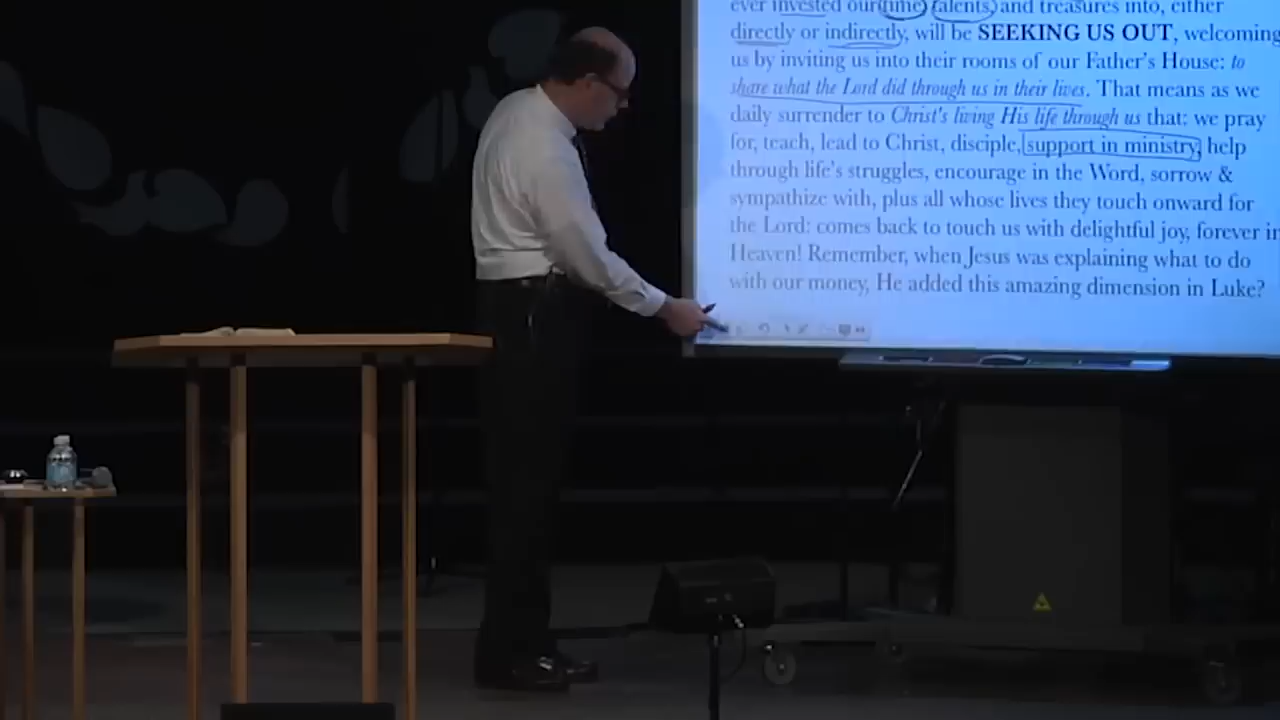 ever invested our time, talents, and treasures into, either
directly or indirectly, will be SEEKING US OUT, welcoming
us by inviting us into their rooms of our Father's House: to
share what the Lord did through us in their lives. That means as we
daily surrender to Christ's living His life through us that: we pray
for, teach, lead to Christ, disciple, support in ministry, help
through life's struggles, encourage in the Word, sorrow &
sympathize with, plus all whose lives they touch onward for
the Lord: comes back to touch us with delightful joy, forever in
Heaven! Remember, when Jesus was explaining what to do
with our money, He added this amazing dimension in Luke?